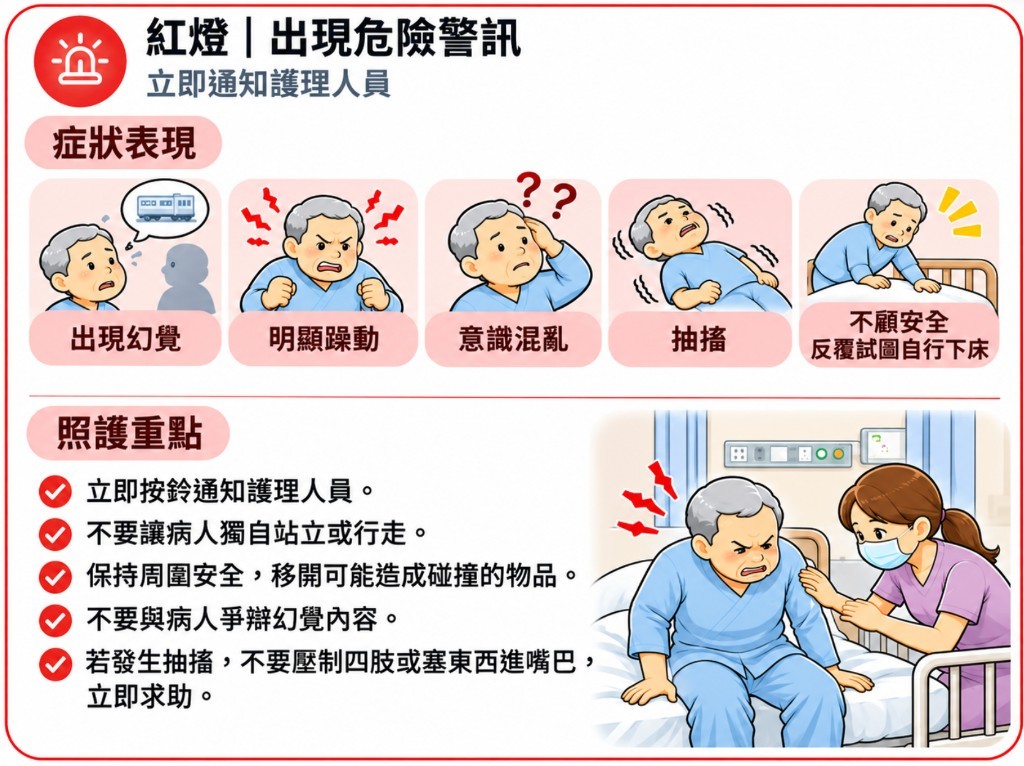 紅燈｜出現危險警訊
立即通知護理人員
症狀表現
? ?
出現幻覺
明顯躁動
意識混亂
抽搐
不顧安全
反覆試圖自行下床
照護重點
立即按鈴通知護理人員。
不要讓病人獨自站立或行走。
保持周圍安全，移開可能造成碰撞的物品。
不要與病人爭辯幻覺內容。
若發生抽搐，不要壓制四肢或塞東西進嘴巴，
立即求助。